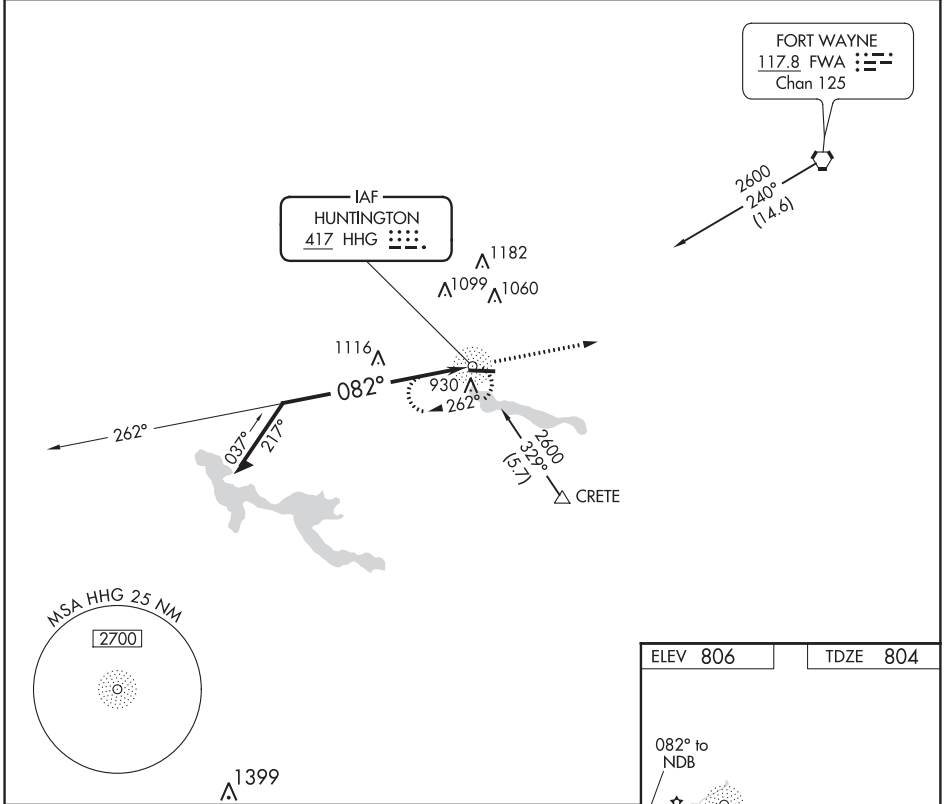 FORT WAYNE
117.8 FWA
Chan 125
2600
240°
(14.6)
IAF
HUNTINGTON
417 HHG
1182
1099
1060
1116
082°
930
262°
262°
037°
217°
2600
329°
(5.7)
CRETE
MSA HHG 25 NM
2700
1399
ELEV 806
TDZE 804
082° to
NDB